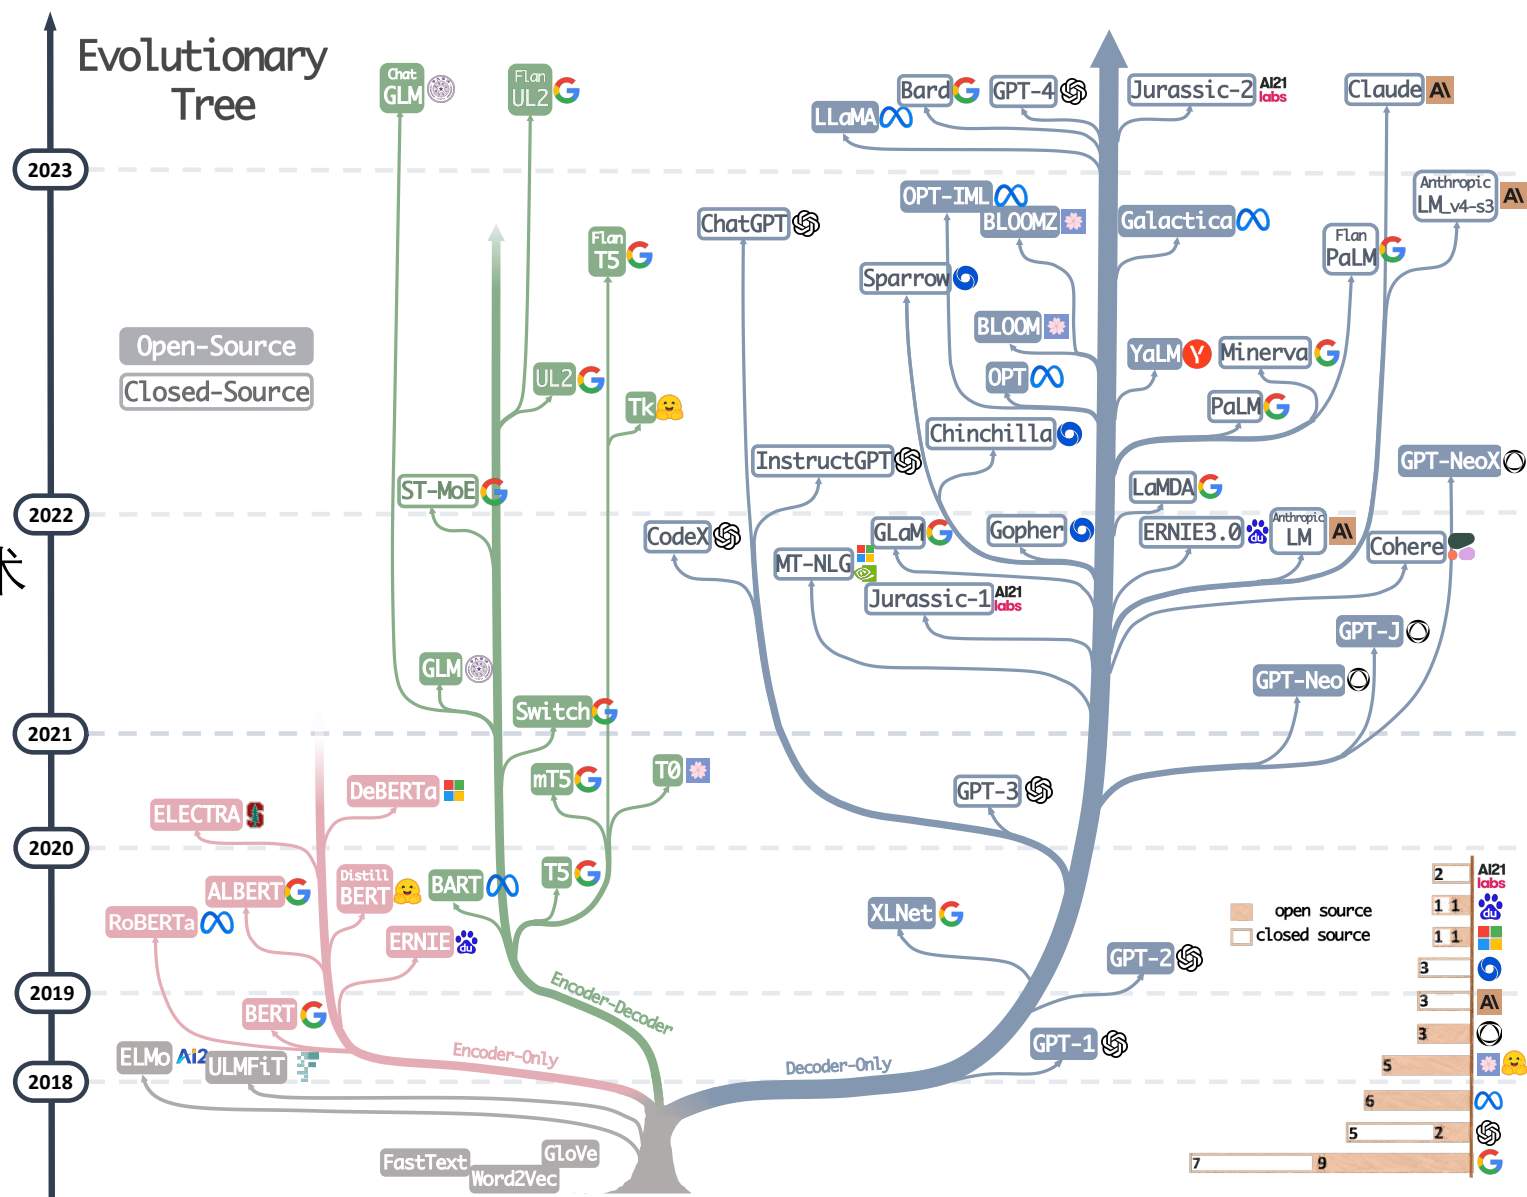 Evolutionary
Tree
Chat
GLM
Flan
UL2
Bard
GPT-4
Jurassic-2
AI21
labs
Claude
LLaMA
2023
OPT-IML
Anthropic
LM_v4-s3
ChatGPT
BLOOMZ
Galactica
Flan
T5
Flan
PaLM
Sparrow
Open-Source
BLOOM
YaLM
Minerva
UL2
OPT
Closed-Source
Tk
PaLM
Chinchilla
InstructGPT
GPT-NeoX
ST-MoE
LaMDA
2022
CodeX
GLaM
Gopher
ERNIE3.0
du
Anthropic
LM
Cohere
MT-NLG
术
Jurassic-1
AI21
labs
GPT-J
GLM
GPT-Neo
Switch
2021
mT5
T0
DeBERTa
GPT-3
ELECTRA
2020
Distill
BERT
BART
T5
ALBERT
2
AI21
labs
RoBERTa
XLNet
open source
1 1
du
ERNIE
du
closed source
1 1
GPT-2
3
2019
Encoder-Decoder
3
BERT
GPT-1
3
ELMo
Ai2
ULMFiT
Encoder-Only
Decoder-Only
5
2018
6
5 2
FastText
Word2Vec
GloVe
7 9